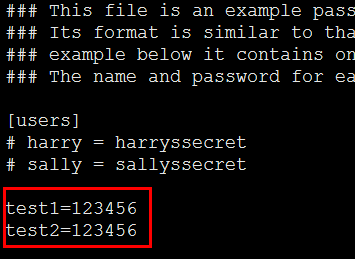 ### This file is an example pass
### Its format is similar to tha
### example below it contains on
### The name and password for ea
[users]
# harry = harryssecret
# sally = sallyssecret
test1=123456
test2=123456